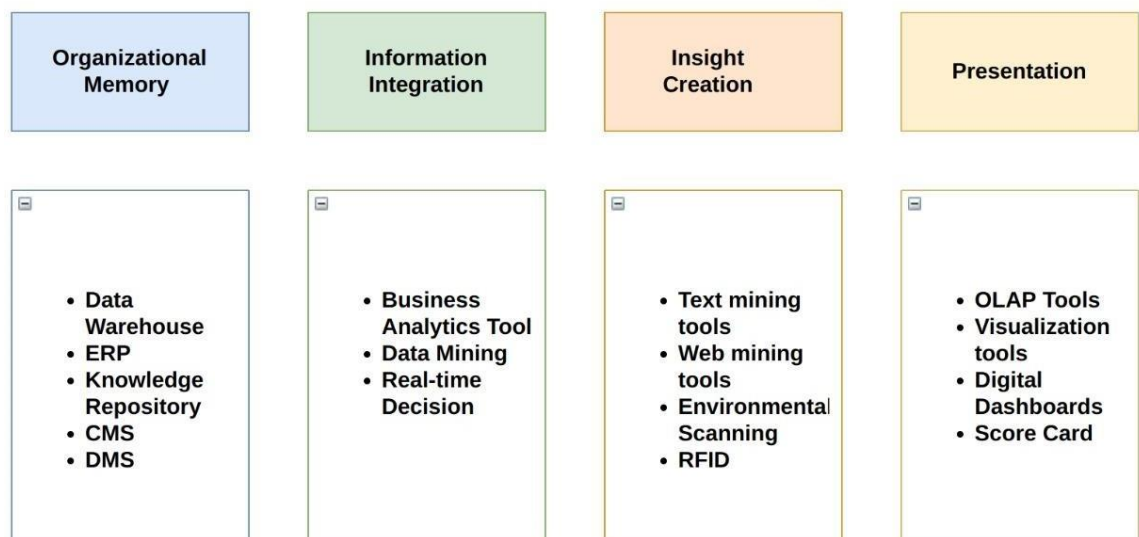 Organizational
Memory
Information
Integration
Insight
Creation
Presentation
• Data
Warehouse
• ERP
• Knowledge
Repository
• CMS
• DMS
• Business
Analytics Tool
• Data Mining
• Real-time
Decision
• Text mining
tools
• Web mining
tools
• Environmental
Scanning
• RFID
• OLAP Tools
• Visualization
tools
• Digital
Dashboards
• Score Card